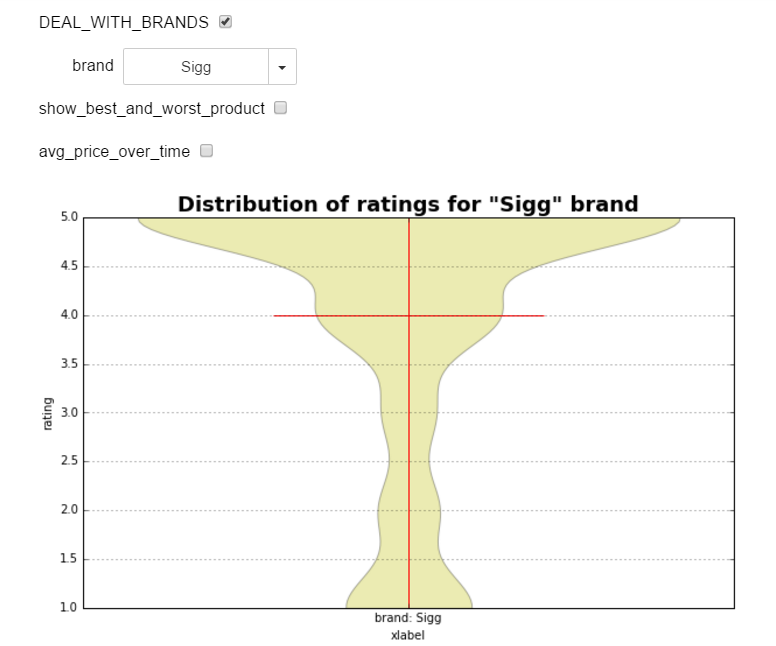 DEAL_WITH_BRANDS
brand Sigg
show_best_and_worst_product
avg_price_over_time
Distribution of ratings for "Sigg" brand
5.0
4.5
4.0
3.5
3.0
rating
2.5
2.0
1.5
1.0
brand: Sigg
xlabel